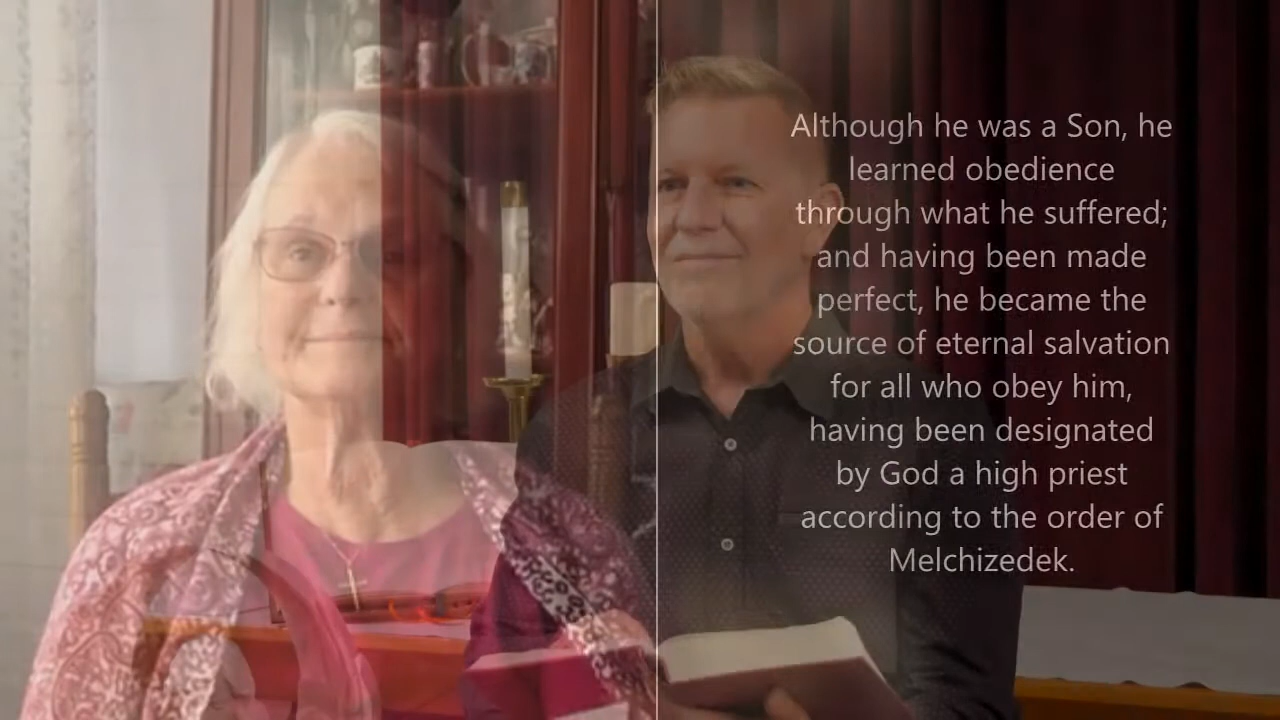 Although he was a Son, he
learned obedience
through what he suffered;
and having been made
perfect, he became the
source of eternal salvation
for all who obey him,
having been designated
by God a high priest
according to the order of
Melchizedek.